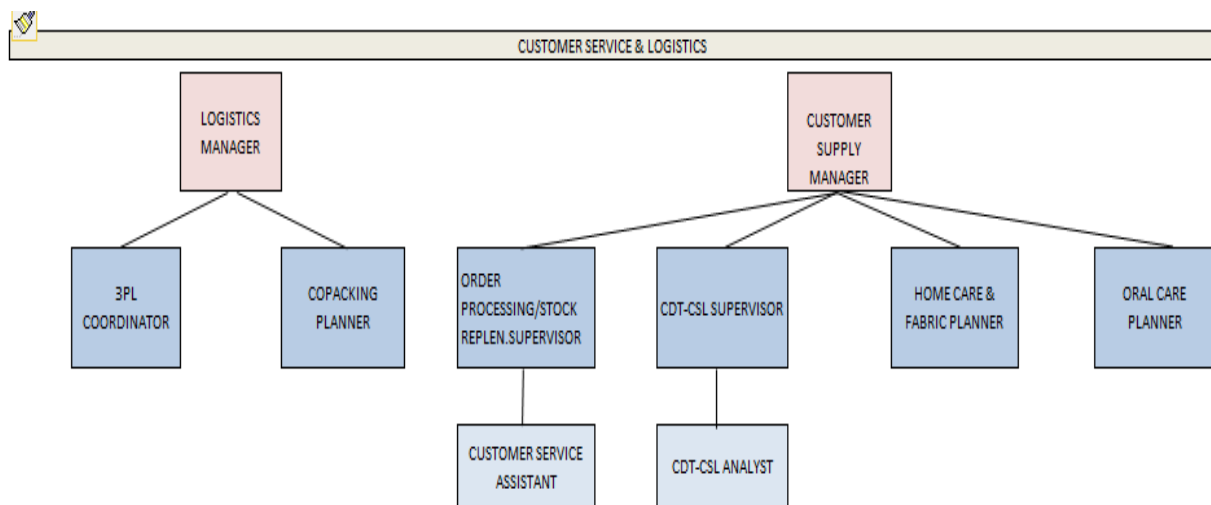 CUSTOMER SERVICE & LOGISTICS
LOGISTICS
MANAGER
CUSTOMER
SUPPLY
MANAGER
3PL
COORDINATOR
COPACKING
PLANNER
ORDER
PROCESSING/STOCK
REPLEN.SUPERVISOR
CDT-CSL SUPERVISOR
HOME CARE &
FABRIC PLANNER
ORAL CARE
PLANNER
CUSTOMER SERVICE
ASSISTANT
CDT-CSL ANALYST